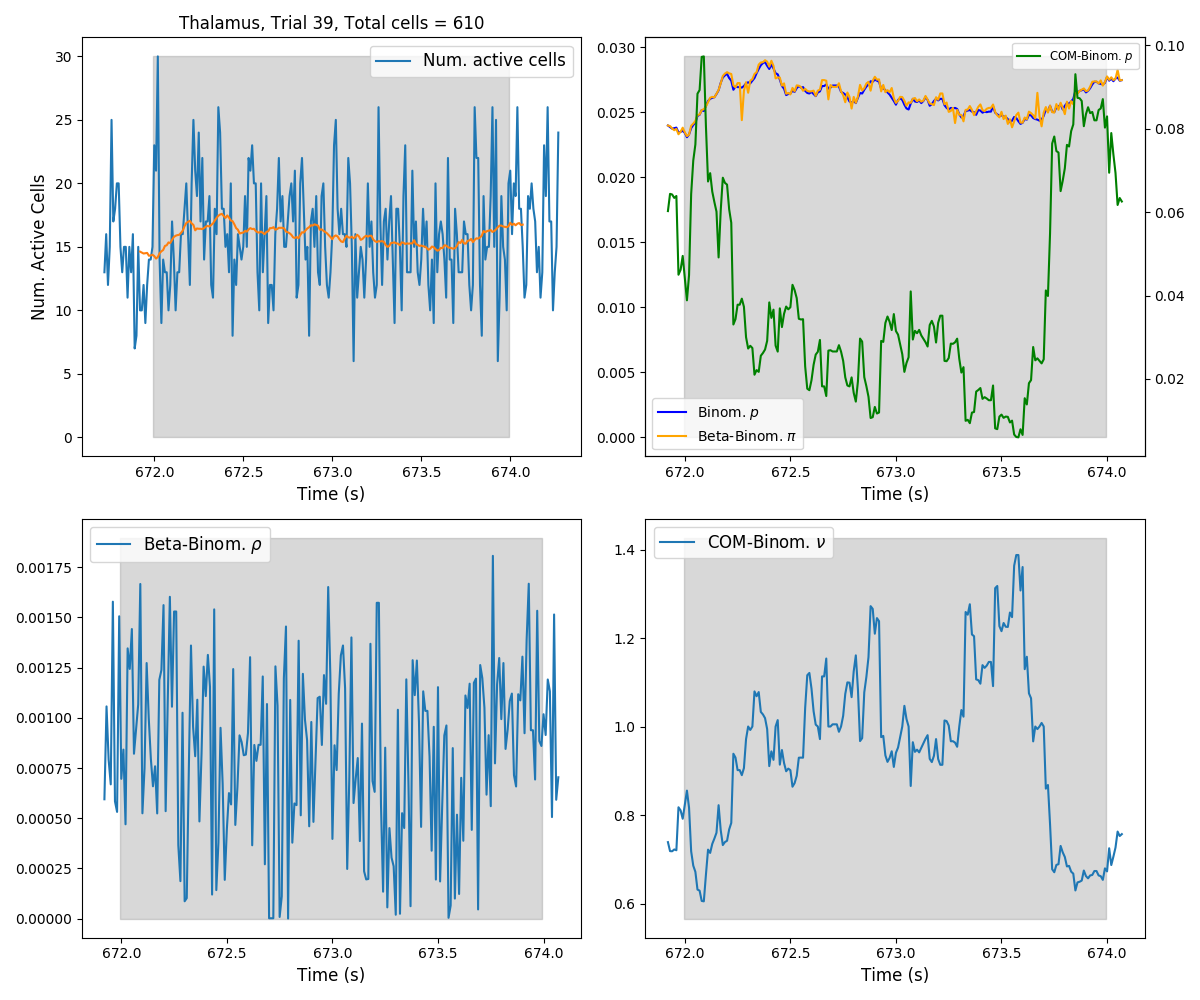 Thalamus, Trial 39, Total cells = 610
Num. active cells
30
25
20
15
10
5
0
Num. Active Cells
672.0 672.5 673.0 673.5 674.0
Time (s)
COM-Binom. p
0.030
0.025
0.020
0.015
0.010
0.005
0.000
0.10
0.08
0.06
0.04
0.02
Binom. p
Beta-Binom. π
672.0 672.5 673.0 673.5 674.0
Time (s)
Beta-Binom. ρ
0.00175
0.00150
0.00125
0.00100
0.00075
0.00050
0.00025
0.00000
672.0 672.5 673.0 673.5 674.0
Time (s)
COM-Binom. ν
1.4
1.2
1.0
0.8
0.6
672.0 672.5 673.0 673.5 674.0
Time (s)